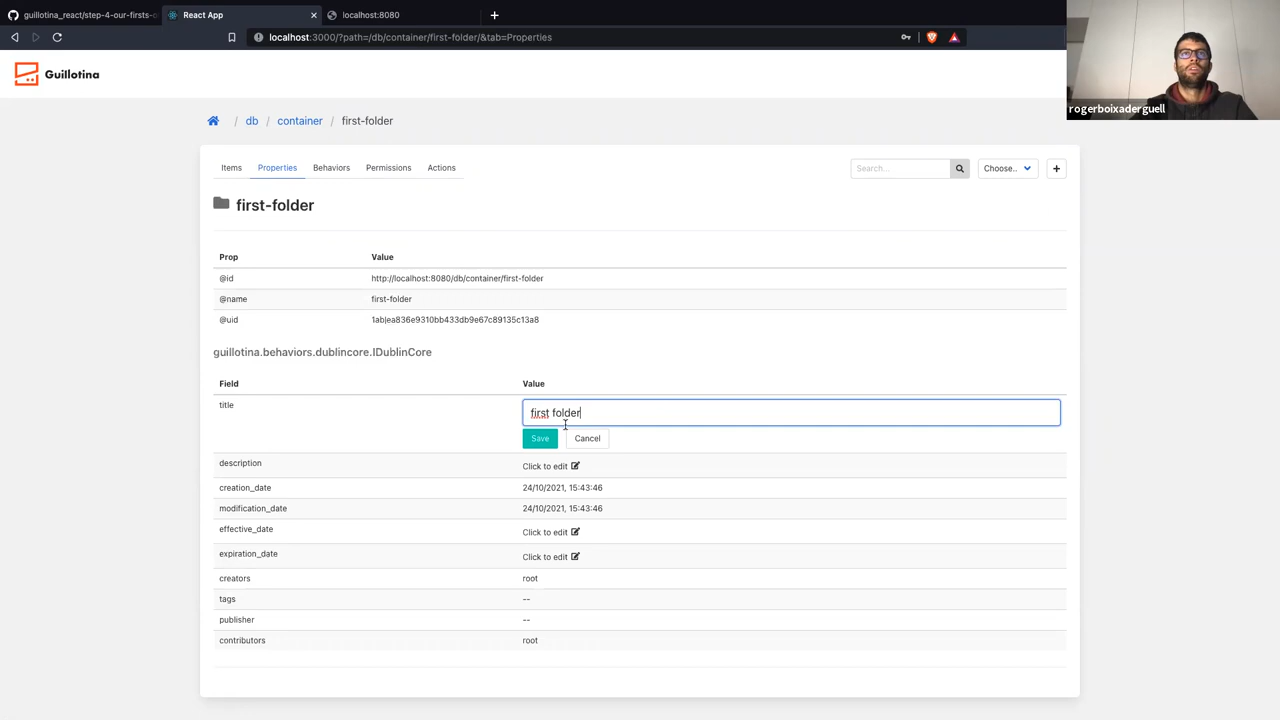 guillotina_react/step-4-our-firsts-c
React App
localhost:8080
localhost:3000/?path=/db/container/first-folder/&tab=Properties
Guillotina
rogerboixaderguell
/ db / container / first-folder
Items Properties Behaviors Permissions Actions
Search... Choose..
first-folder
Prop Value
@id http://localhost:8080/db/container/first-folder
@name first-folder
@uid 1ab|ea836e9310bb433db9e67c89135c13a8
guillotina.behaviors.dublincore.IDublinCore
Field Value
title first folder
Save Cancel
description Click to edit
creation_date 24/10/2021, 15:43:46
modification_date 24/10/2021, 15:43:46
effective_date Click to edit
expiration_date Click to edit
creators root
tags --
publisher --
contributors root